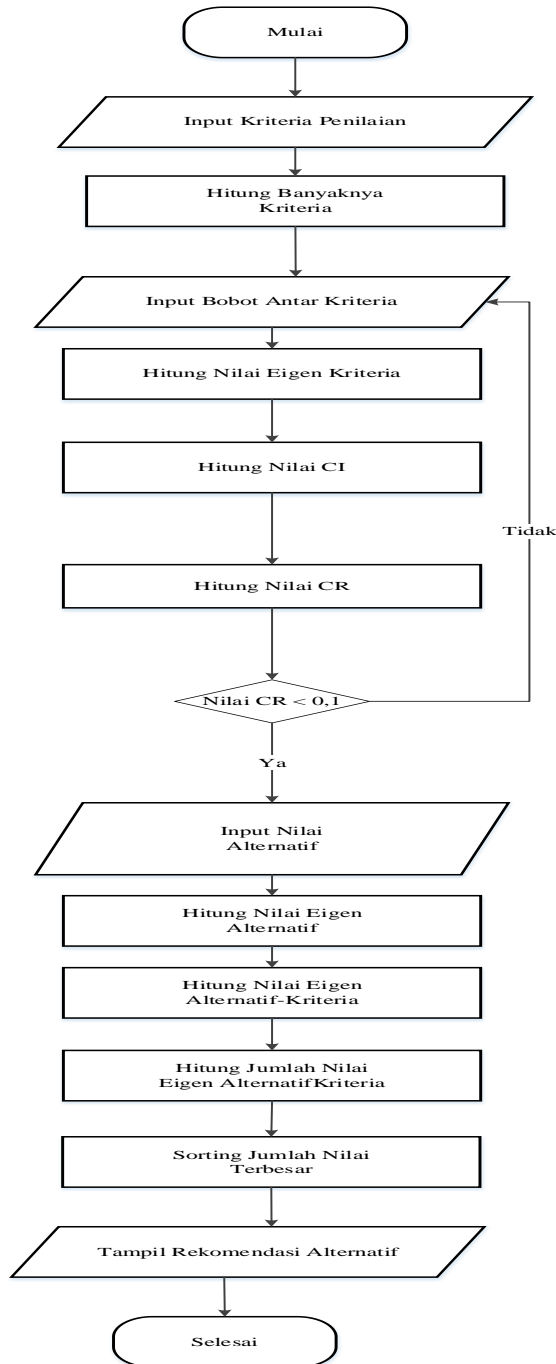 Mulai
Input Kriteria Penilaian
Hitung Banyaknya
Kriteria
Input Bobot Antar Kriteria
Hitung Nilai Eigen Kriteria
Hitung Nilai CI
Tidak
Hitung Nilai CR
Nilai CR < 0,1
Ya
Input Nilai
Alternatif
Hitung Nilai Eigen
Alternatif
Hitung Nilai Eigen
Alternatif-Kriteria
Hitung Jumlah Nilai
Eigen AlternatifKriteria
Sorting Jumlah Nilai
Terbesar
Tampil Rekomendasi Alternatif
Selesai